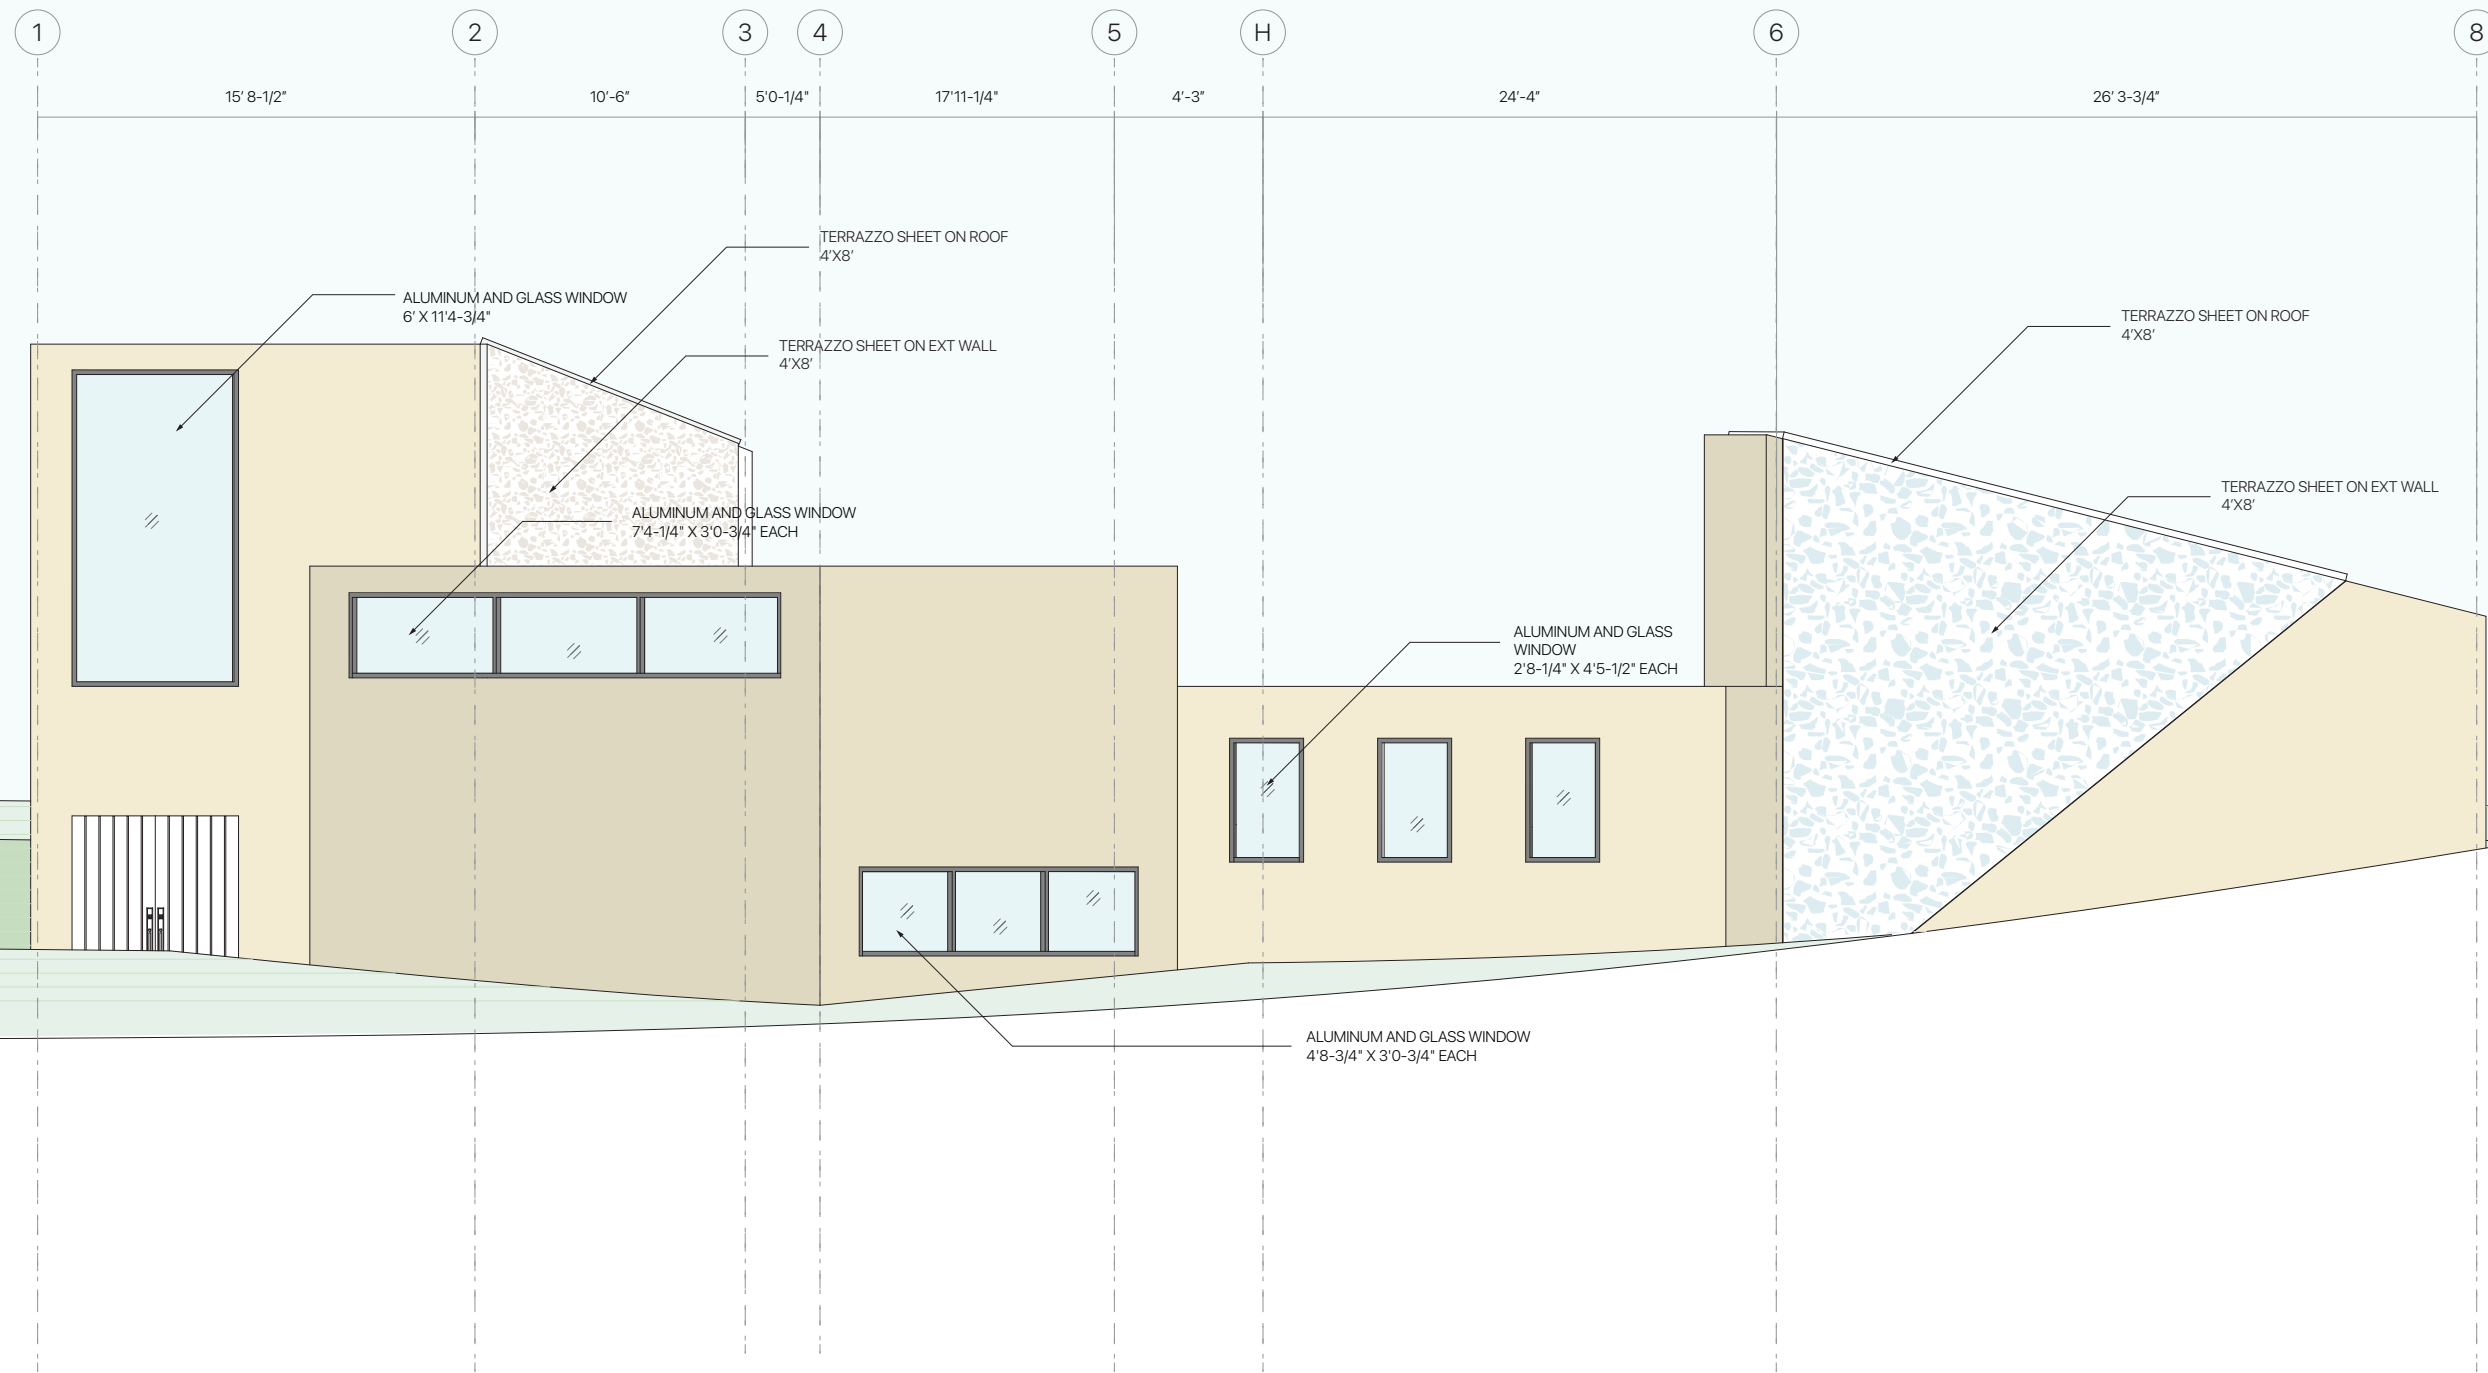 1 2 3 4 5 H 6 8
15’ 8-1/2” 10’-6” 5'0-1/4" 17'11-1/4" 4’-3” 24’-4” 26’ 3-3/4”
TERRAZZO SHEET ON ROOF
4’X8’
ALUMINUM AND GLASS WINDOW
6’ X 11'4-3/4"
TERRAZZO SHEET ON EXT WALL
4’X8’
TERRAZZO SHEET ON ROOF
4’X8’
ALUMINUM AND GLASS WINDOW
7'4-1/4" X 3'0-3/4" EACH
TERRAZZO SHEET ON EXT WALL
4’X8’
ALUMINUM AND GLASS
WINDOW
2'8-1/4" X 4'5-1/2" EACH
ALUMINUM AND GLASS WINDOW
4'8-3/4" X 3'0-3/4" EACH